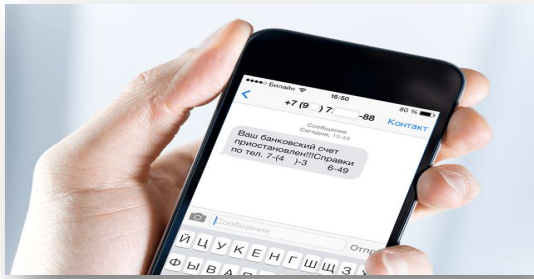 Билайн 15:50 80 %
+7 (9 ) 7 -88 Контакт
Сообщение
Сегодня, 15:49
Ваш банковский счет
приостановлен!!!Справки
по тел. 7-(4 )-3 6-49
Сообщение
Й Ц У К Е Н Г Ш Щ З
Ф Ы В А